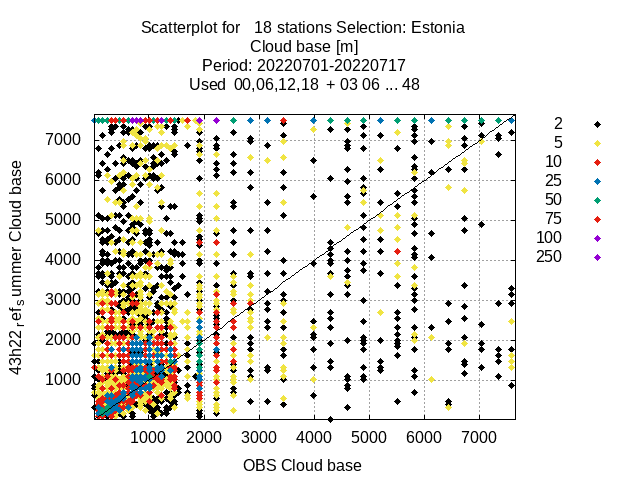 Scatterplot for 18 stations Selection: Estonia
Cloud base [m]
Period: 20220701-20220717
Used 00,06,12,18 + 03 06 ... 48
43h22_ref_summer Cloud base
7000
6000
5000
4000
3000
2000
1000
1000 2000 3000 4000 5000 6000 7000
OBS Cloud base
2
5
10
25
50
75
100
250